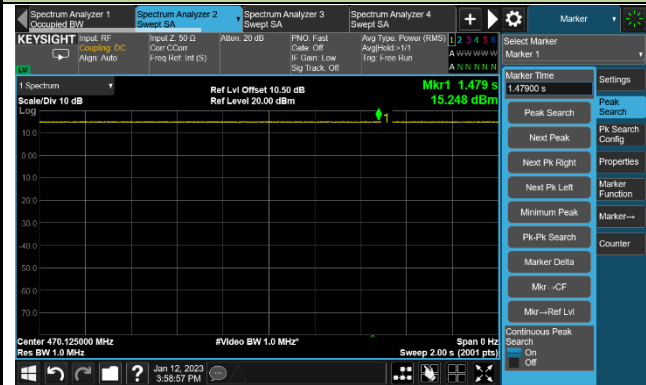 Spectrum Analyzer 1
Occupied BW
Spectrum Analyzer 2
Swept SA
Spectrum Analyzer 3
Swept SA
Spectrum Analyzer 4
Swept SA
Marker
KEYSIGHT
Input: RF
Coupling: DC
Align: Auto
Input Z: 50 Ω
Corr CCorr
Freq Ref: Int (S)
Atten: 20 dB
PNO: Fast
Gate: Off
IF Gain: Low
Sig Track: Off
Avg Type: Power (RMS)
Avg|Hold:>1/1
Trig: Free Run
1 2 3 4 5 6
A W W W W W
A N N N N N
LXI
Select Marker
Marker 1
1 Spectrum
Scale/Div 10 dB
Log
Ref Lvl Offset 10.50 dB
Ref Level 20.00 dBm
Mkr1 1.479 s
15.248 dBm
1
10.0
0.00
-10.0
-20.0
-30.0
-40.0
-50.0
-60.0
-70.0
Center 470.125000 MHz
Res BW 1.0 MHz
#Video BW 1.0 MHz*
Span 0 Hz
Sweep 2.00 s (2001 pts)
Marker Time
1.47900 s
Peak Search
Next Peak
Next Pk Right
Next Pk Left
Minimum Peak
Pk-Pk Search
Marker Delta
Mkr→CF
Mkr→Ref Lvl
Continuous Peak
Search
On
Off
Settings
Peak
Search
Pk Search
Config
Properties
Marker
Function
Marker→
Counter
?
Jan 12, 2023
3:58:57 PM